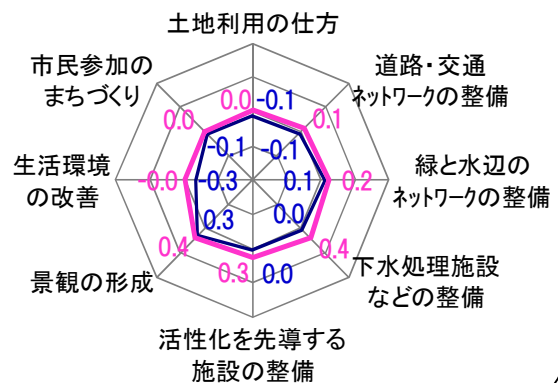 土地利用の仕方
市民参加の
まちづくり
道路・交通
ネットワークの整備
0.0
-0.1
0.0
0.1
-0.1
-0.1
生活環境
の改善
-0.0
-0.3
0.1
0.2
緑と水辺の
ネットワークの整備
0.3
0.0
0.4
0.4
景観の形成
0.3
0.0
下水処理施設
などの整備
活性化を先導する
施設の整備